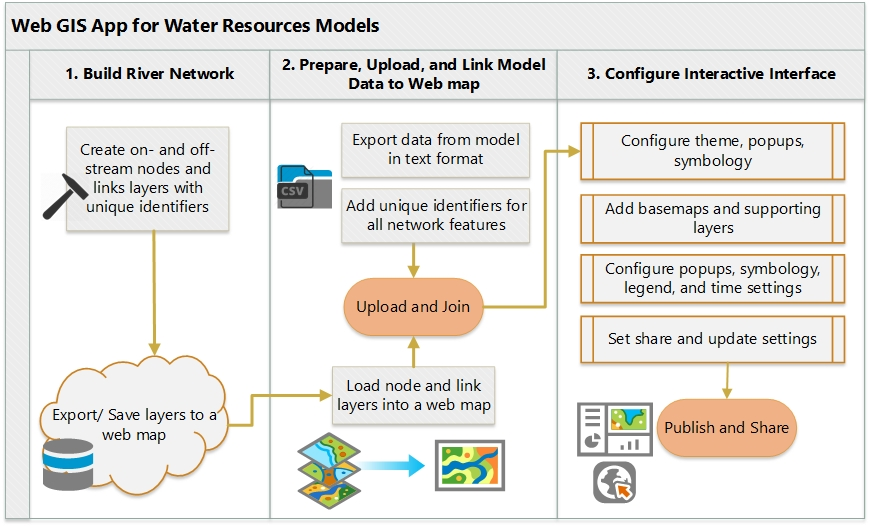 Web GIS App for Water Resources Models
1. Build River Network
2. Prepare, Upload, and Link Model
Data to Web map
3. Configure Interactive Interface
Create on- and off-
stream nodes and
links layers with
unique identifiers
Export/ Save layers to a
web map
Export data from model
in text format
CSV
Add unique identifiers for
all network features
Upload and Join
Load node and link
layers into a web map
Configure theme, popups,
symbology
Add basemaps and supporting
layers
Configure popups, symbology,
legend, and time settings
Set share and update settings
Publish and Share